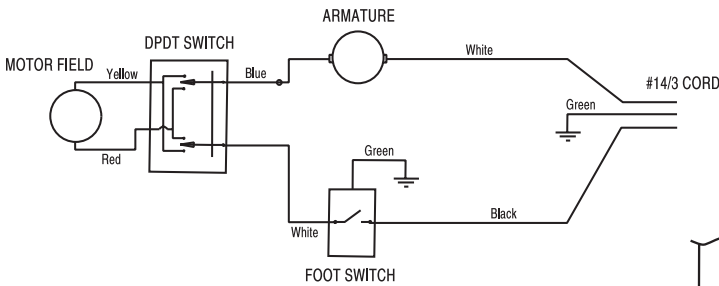 ARMATURE
DPDT SWITCH
MOTOR FIELD
Yellow
Blue
White
#14/3 CORD
Green
Red
Green
White
Black
FOOT SWITCH